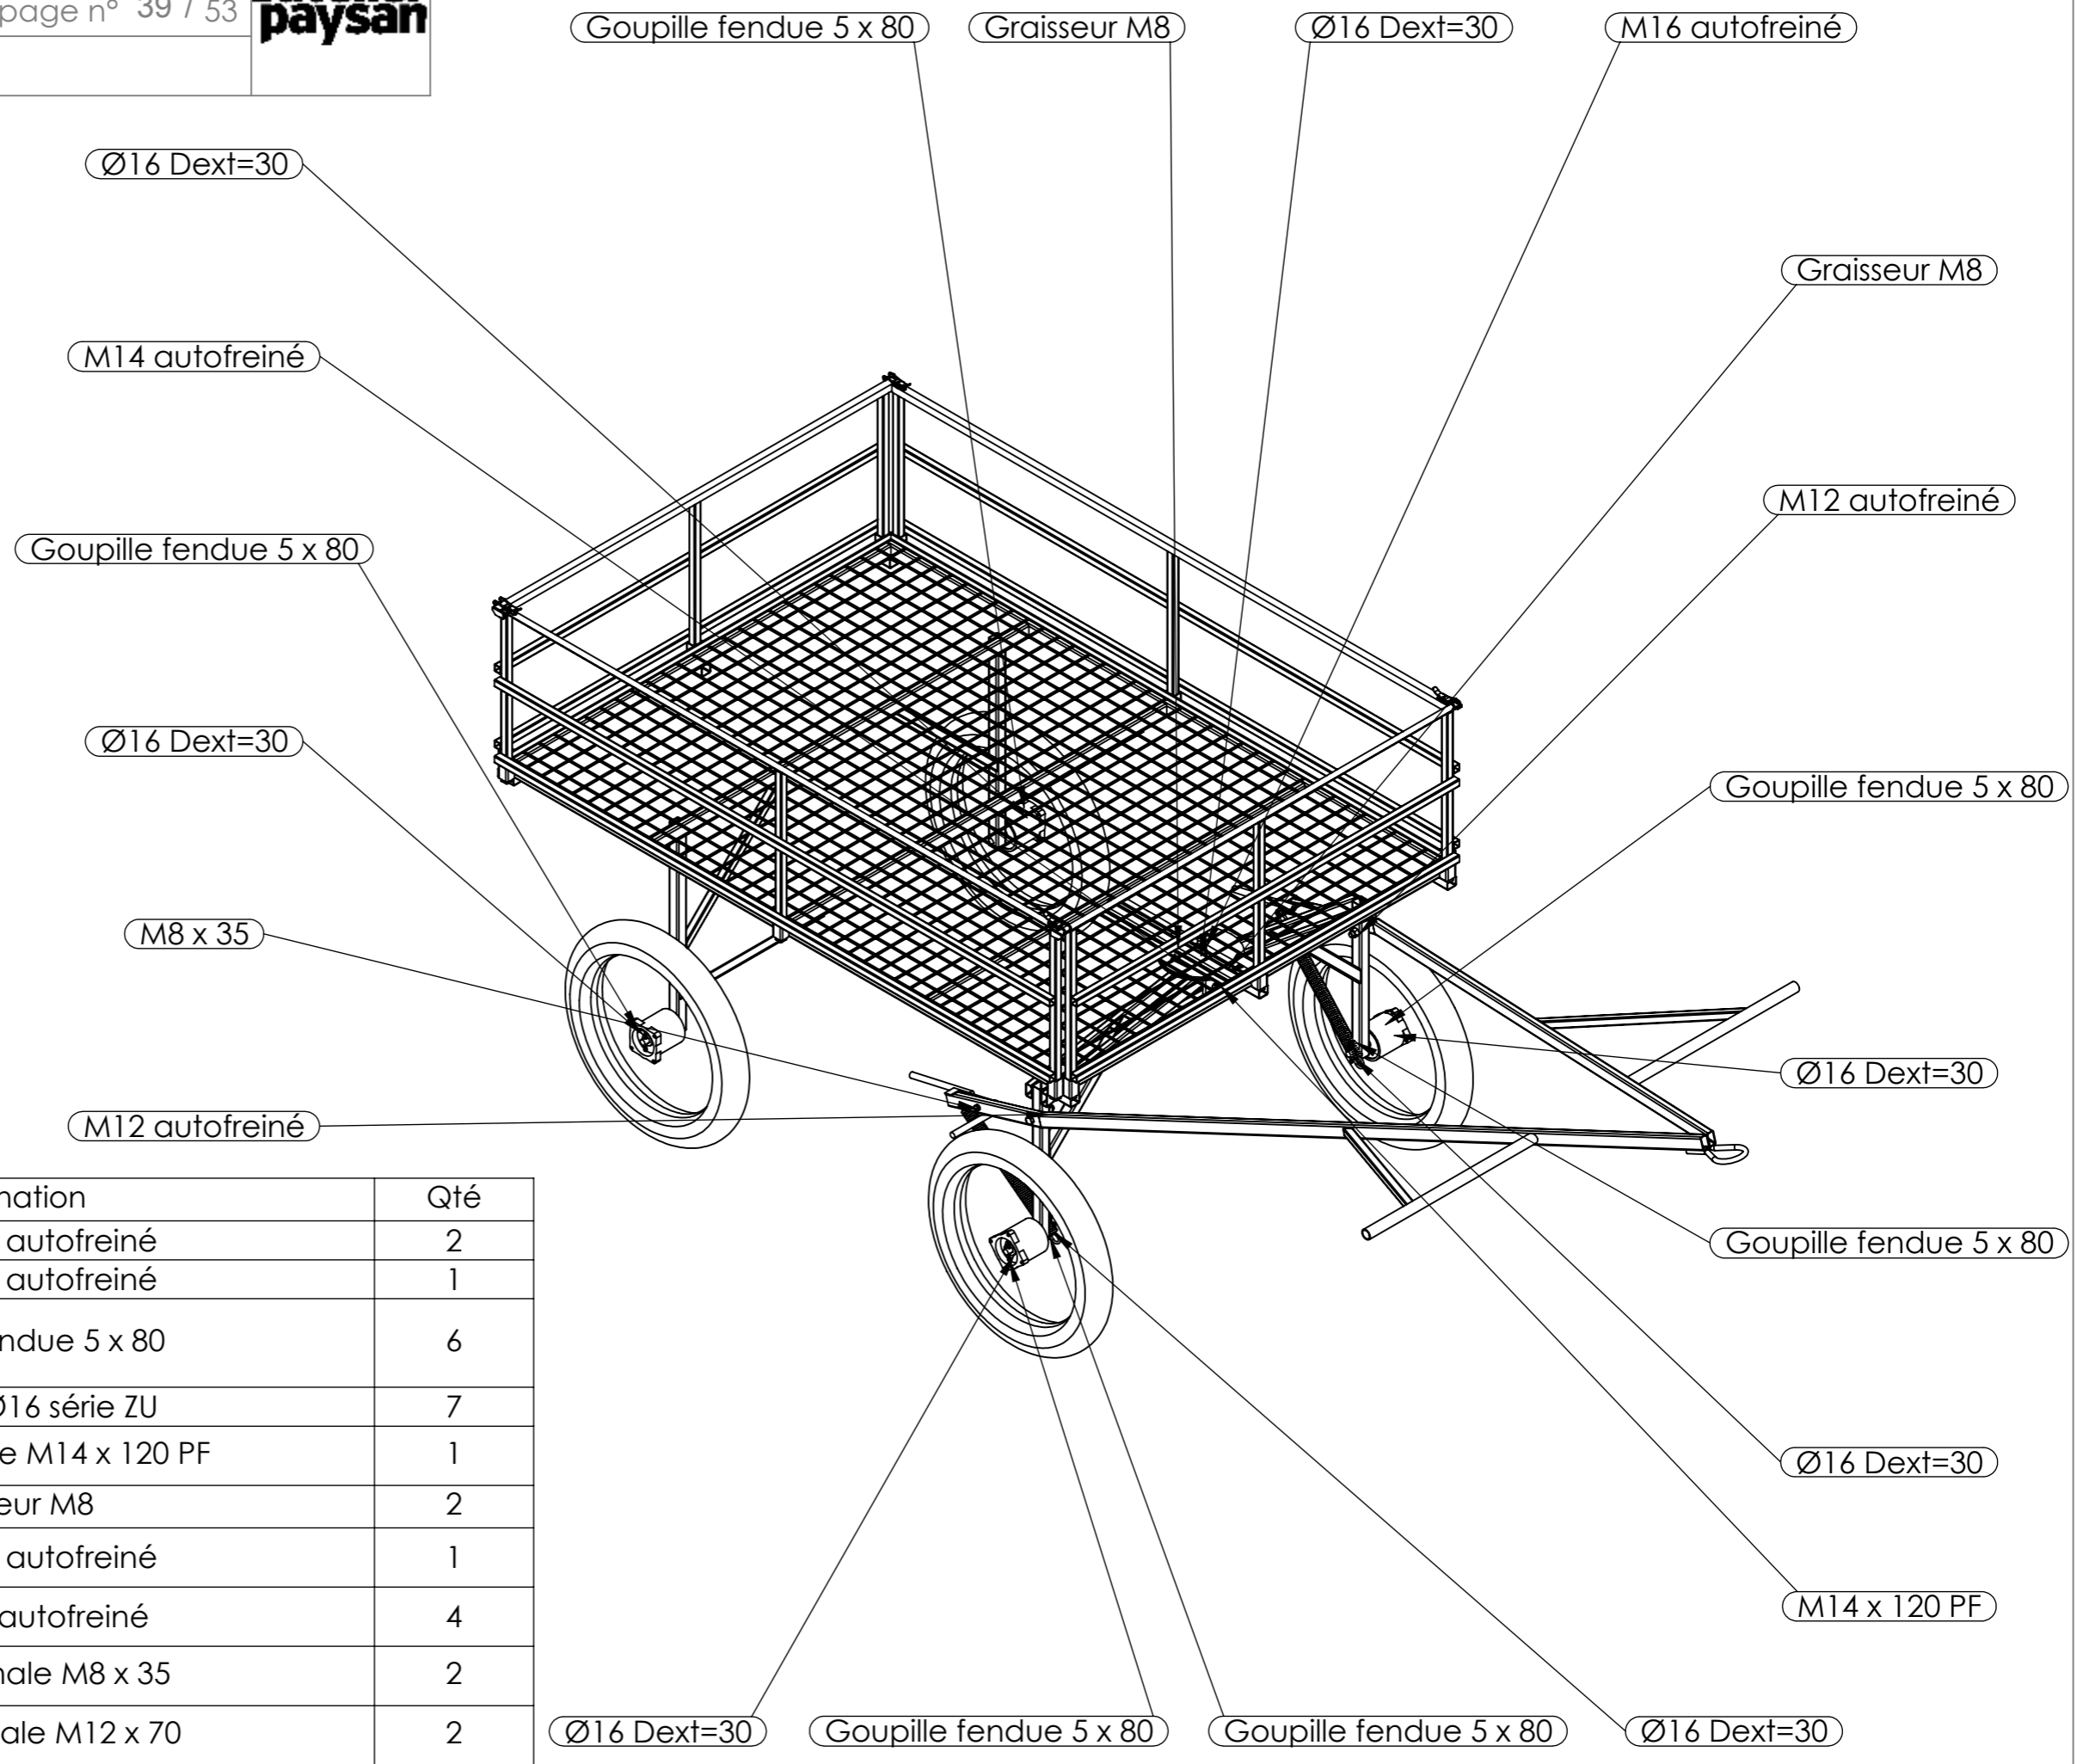 page n° 39 / 53
paysan
Goupille fendue 5 x 80
Graisseur M8
Ø16 Dext=30
M16 autofreiné
Ø16 Dext=30
Graisseur M8
M14 autofreiné
M12 autofreiné
Goupille fendue 5 x 80
Ø16 Dext=30
Goupille fendue 5 x 80
M8 x 35
Ø16 Dext=30
M12 autofreiné
Goupille fendue 5 x 80
Ø16 Dext=30
M14 x 120 PF
Ø16 Dext=30
Goupille fendue 5 x 80
Goupille fendue 5 x 80
Ø16 Dext=30
mation Qté
autofreiné 2
autofreiné 1
ndue 5 x 80 6
Ø16 série ZU 7
e M14 x 120 PF 1
eur M8 2
autofreiné 1
autofreiné 4
nale M8 x 35 2
ale M12 x 70 2